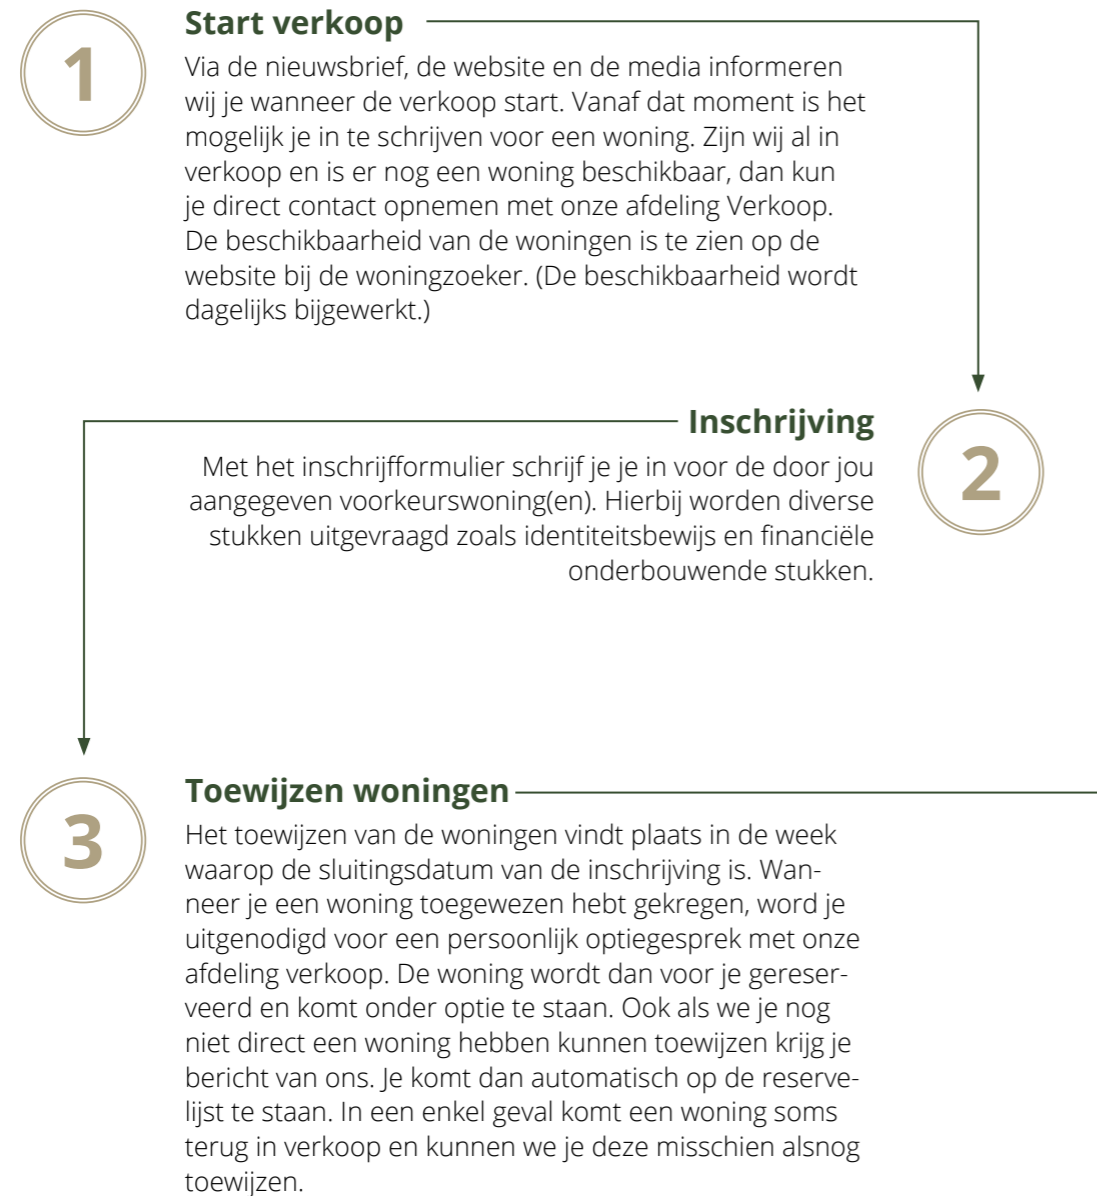 1
Start verkoop
Via de nieuwsbrief, de website en de media informeren
wij je wanneer de verkoop start. Vanaf dat moment is het
mogelijk je in te schrijven voor een woning. Zijn wij al in
verkoop en is er nog een woning beschikbaar, dan kun
je direct contact opnemen met onze afdeling Verkoop.
De beschikbaarheid van de woningen is te zien op de
website bij de woningzoeker. (De beschikbaarheid wordt
dagelijks bijgewerkt.)
2
Inschrijving
Met het inschrijfformulier schrijf je je in voor de door jou
aangegeven voorkeurswoning(en). Hierbij worden diverse
stukken uitgevraagd zoals identiteitsbewijs en financiële
onderbouwende stukken.
3
Toewijzen woningen
Het toewijzen van de woningen vindt plaats in de week
waarop de sluitingsdatum van de inschrijving is. Wan-
neer je een woning toegewezen hebt gekregen, word je
uitgenodigd voor een persoonlijk optiegesprek met onze
afdeling verkoop. De woning wordt dan voor je gereser-
veerd en komt onder optie te staan. Ook als we je nog
niet direct een woning hebben kunnen toewijzen krijg je
bericht van ons. Je komt dan automatisch op de reserve-
lijst te staan. In een enkel geval komt een woning soms
terug in verkoop en kunnen we je deze misschien alsnog
toewijzen.